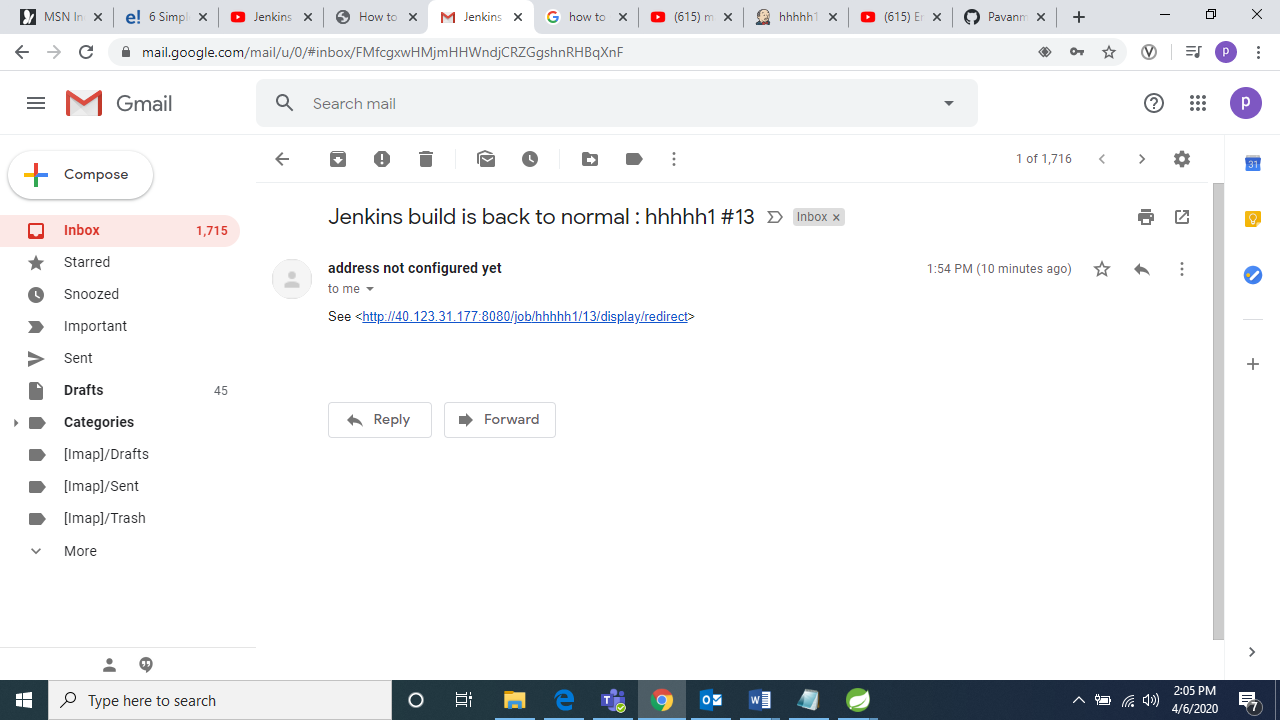 MSN In
e! 6 Simpl
Jenkins
How to
Jenkins
how to
(615) m
hhhhh1
(615) E
Pavanm
mail.google.com/mail/u/0/#inbox/FMfcgxwHMjmHHWndjCRZGgshnRHBqXnF
p
Gmail
Search mail
p
Compose
1 of 1,716
31
Jenkins build is back to normal : hhhhh1 #13
Inbox ×
Inbox 1,715
Starred
address not configured yet
1:54 PM (10 minutes ago)
to me
Snoozed
See <http://40.123.31.177:8080/job/hhhhh1/13/display/redirect>
Important
Sent
Drafts 45
Categories
Reply
Forward
[Imap]/Drafts
[Imap]/Sent
[Imap]/Trash
More
Type here to search
2:05 PM
4/6/2020
7